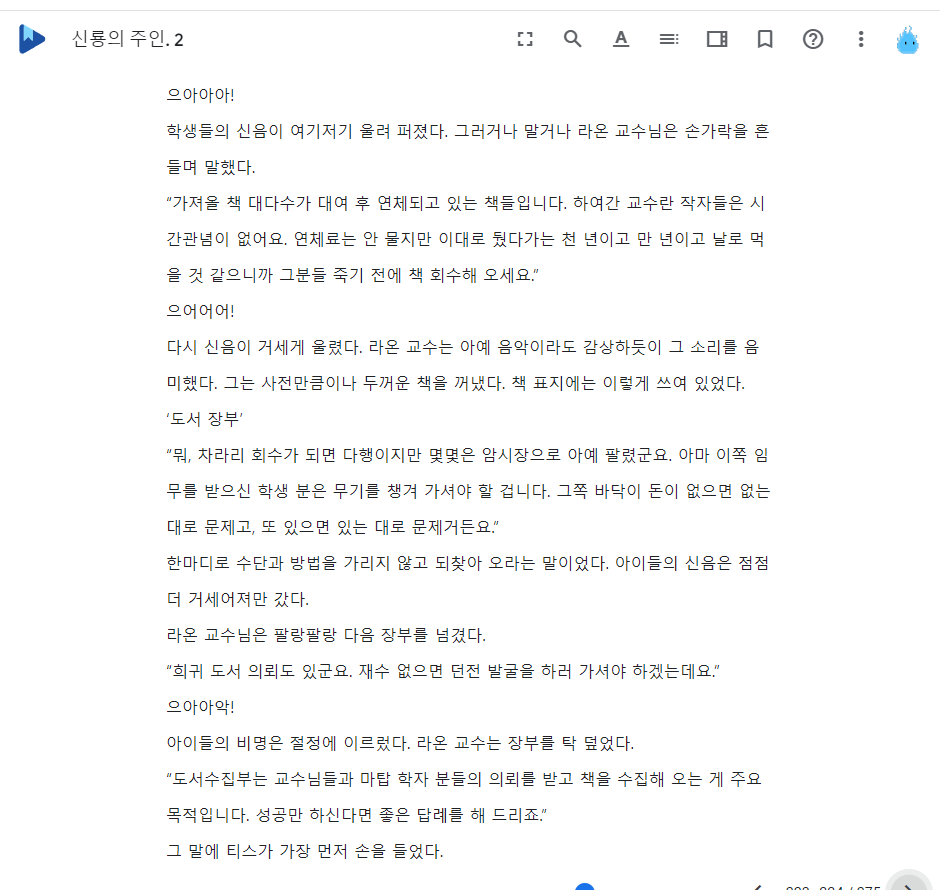 신룡의 주인. 2
으아아아!
학생들의 신음이 여기저기 울려 퍼졌다. 그러거나 말거나 라온 교수님은 손가락을 흔
들며 말했다.
“가져올 책 대다수가 대여 후 연체되고 있는 책들입니다. 하여간 교수란 작자들은 시
간관념이 없어요. 연체료는 안 물지만 이대로 뒀다가는 천 년이고 만 년이고 날로 먹
을 것 같으니까 그분들 죽기 전에 책 회수해 오세요.”
으어어어!
다시 신음이 거세게 울렸다. 라온 교수는 아예 음악이라도 감상하듯이 그 소리를 음
미했다. 그는 사전만큼이나 두꺼운 책을 꺼냈다. 책 표지에는 이렇게 쓰여 있었다.
‘도서 장부’
“뭐, 차라리 회수가 되면 다행이지만 몇몇은 암시장으로 아예 팔렸군요. 아마 이쪽 임
무를 받으신 학생 분은 무기를 챙겨 가셔야 할 겁니다. 그쪽 바닥이 돈이 없으면 없는
대로 문제고, 또 있으면 있는 대로 문제거든요.”
한마디로 수단과 방법을 가리지 않고 되찾아 오라는 말이었다. 아이들의 신음은 점점
더 거세어져만 갔다.
라온 교수님은 팔랑팔랑 다음 장부를 넘겼다.
“희귀 도서 의뢰도 있군요. 재수 없으면 던전 발굴을 하러 가셔야 하겠는데요.”
으아아악!
아이들의 비명은 절정에 이르렀다. 라온 교수는 장부를 탁 덮었다.
“도서수집부는 교수님들과 마탑 학자 분들의 의뢰를 받고 책을 수집해 오는 게 주요
목적입니다. 성공만 하신다면 좋은 답례를 해 드리죠.”
그 말에 티스가 가장 먼저 손을 들었다.